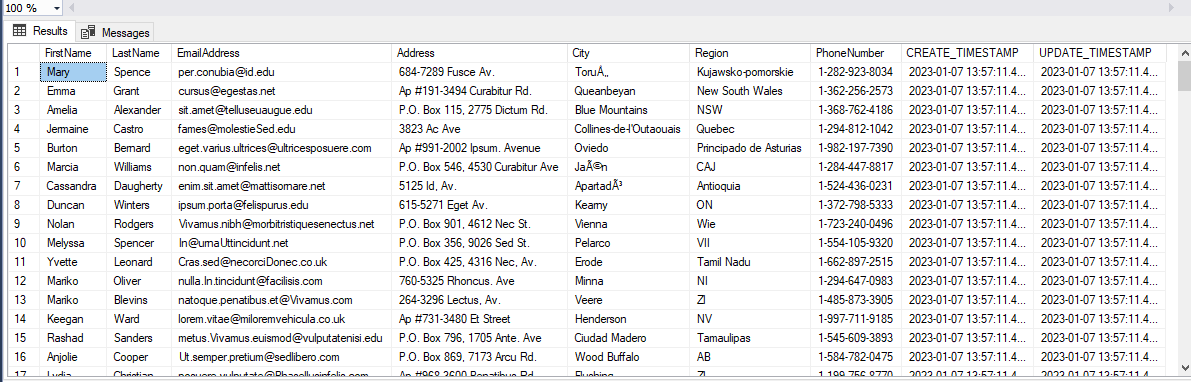 100 %
Results Messages
FirstName LastName EmailAddress Address City Region PhoneNumber CREATE_TIMESTAMP UPDATE_TIMESTAMP
1 Mary Spence per.conubia@id.edu 684-7289 Fusce Av. ToruÅ„ Kujawsko-pomorskie 1-282-923-8034 2023-01-07 13:57:11.4... 2023-01-07 13:57:11.4...
2 Emma Grant cursus@egestas.net Ap #191-3494 Curabitur Rd. Queanbeyan New South Wales 1-362-256-2573 2023-01-07 13:57:11.4... 2023-01-07 13:57:11.4...
3 Amelia Alexander sit.amet@telluseuaugue.edu P.O. Box 115, 2775 Dictum Rd. Blue Mountains NSW 1-368-762-4186 2023-01-07 13:57:11.4... 2023-01-07 13:57:11.4...
4 Jermaine Castro fames@molestieSed.edu 3823 Ac Ave Collines-de-l'Outaouais Quebec 1-294-812-1042 2023-01-07 13:57:11.4... 2023-01-07 13:57:11.4...
5 Burton Bernard eget.varius.ultrices@ultricesposuere.com Ap #991-2002 Ipsum. Avenue Oviedo Principado de Asturias 1-982-197-7390 2023-01-07 13:57:11.4... 2023-01-07 13:57:11.4...
6 Marcia Williams non.quam@infelis.net P.O. Box 546, 4530 Curabitur Ave JaÃ©n CAJ 1-284-447-8817 2023-01-07 13:57:11.4... 2023-01-07 13:57:11.4...
7 Cassandra Daugherty enim.sit.amet@mattisornare.net 5125 Id, Av. ApartadÃ³ Antioquia 1-524-436-0231 2023-01-07 13:57:11.4... 2023-01-07 13:57:11.4...
8 Duncan Winters ipsum.porta@felispurus.edu 615-5271 Eget Av. Kearny ON 1-372-798-5333 2023-01-07 13:57:11.4... 2023-01-07 13:57:11.4...
9 Nolan Rodgers Vivamus.nibh@morbitristiquesenectus.net P.O. Box 901, 4612 Nec St. Vienna Wie 1-723-240-0496 2023-01-07 13:57:11.4... 2023-01-07 13:57:11.4...
10 Melyssa Spencer In@urnaUttincidunt.net P.O. Box 356, 9026 Sed St. Pelarco VII 1-554-105-9320 2023-01-07 13:57:11.4... 2023-01-07 13:57:11.4...
11 Yvette Leonard Cras.sed@necorciDonec.co.uk P.O. Box 425, 4316 Nec, Av. Erode Tamil Nadu 1-662-897-2515 2023-01-07 13:57:11.4... 2023-01-07 13:57:11.4...
12 Mariko Oliver nulla.In.tincidunt@facilisis.com 760-5325 Rhoncus. Ave Minna NI 1-294-647-0983 2023-01-07 13:57:11.4... 2023-01-07 13:57:11.4...
13 Mariko Blevins natoque.penatibus.et@Vivamus.com 264-3296 Lectus, Av. Veere ZI 1-485-873-3905 2023-01-07 13:57:11.4... 2023-01-07 13:57:11.4...
14 Keegan Ward lorem.vitae@miloremvehicula.co.uk Ap #731-3480 Et Street Henderson NV 1-997-711-9185 2023-01-07 13:57:11.4... 2023-01-07 13:57:11.4...
15 Rashad Sanders metus.Vivamus.euismod@vulputatenisi.edu P.O. Box 796, 1705 Ante. Ave Ciudad Madero Tamaulipas 1-545-609-3893 2023-01-07 13:57:11.4... 2023-01-07 13:57:11.4...
16 Anjolie Cooper Ut.semper.pretium@sedlibero.com P.O. Box 869, 7173 Arcu Rd. Wood Buffalo AB 1-584-782-0475 2023-01-07 13:57:11.4... 2023-01-07 13:57:11.4...
17 Lydia Christian